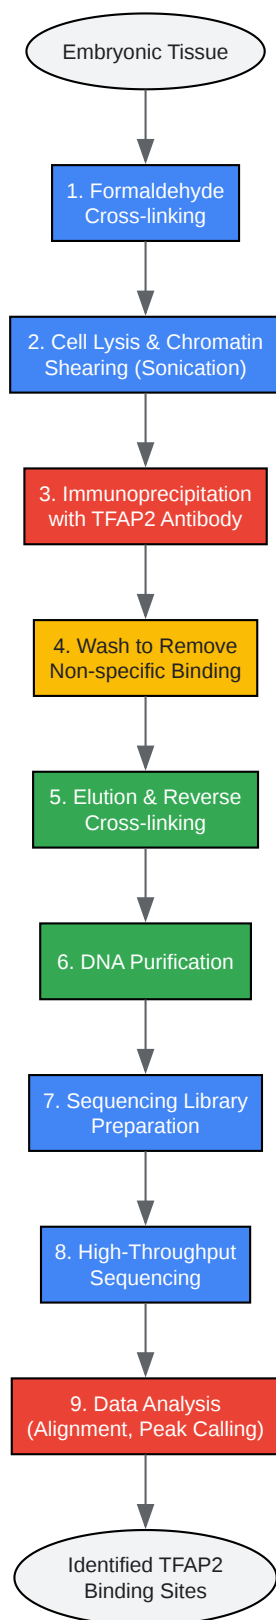 Embryonic Tissue
1. Formaldehyde
Cross-linking
2. Cell Lysis & Chromatin
Shearing (Sonication)
3. Immunoprecipitation
with TFAP2 Antibody
4. Wash to Remove
Non-specific Binding
5. Elution & Reverse
Cross-linking
6. DNA Purification
7. Sequencing Library
Preparation
8. High-Throughput
Sequencing
9. Data Analysis
(Alignment, Peak Calling)
Identified TFAP2
Binding Sites